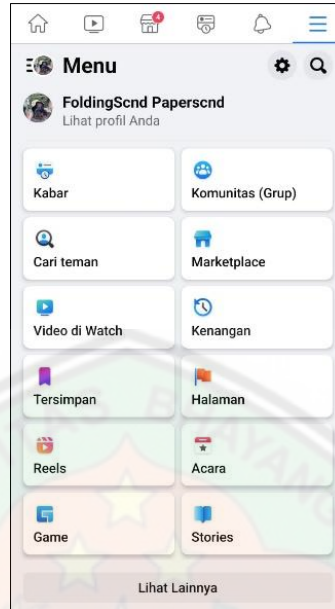 4
Menu
FoldingScnd Paperscnd
Lihat profil Anda
Kabar
Komunitas (Grup)
Cari teman
Marketplace
Video di Watch
Kenangan
Tersimpan
Halaman
Reels
Acara
Game
Stories
Lihat Lainnya